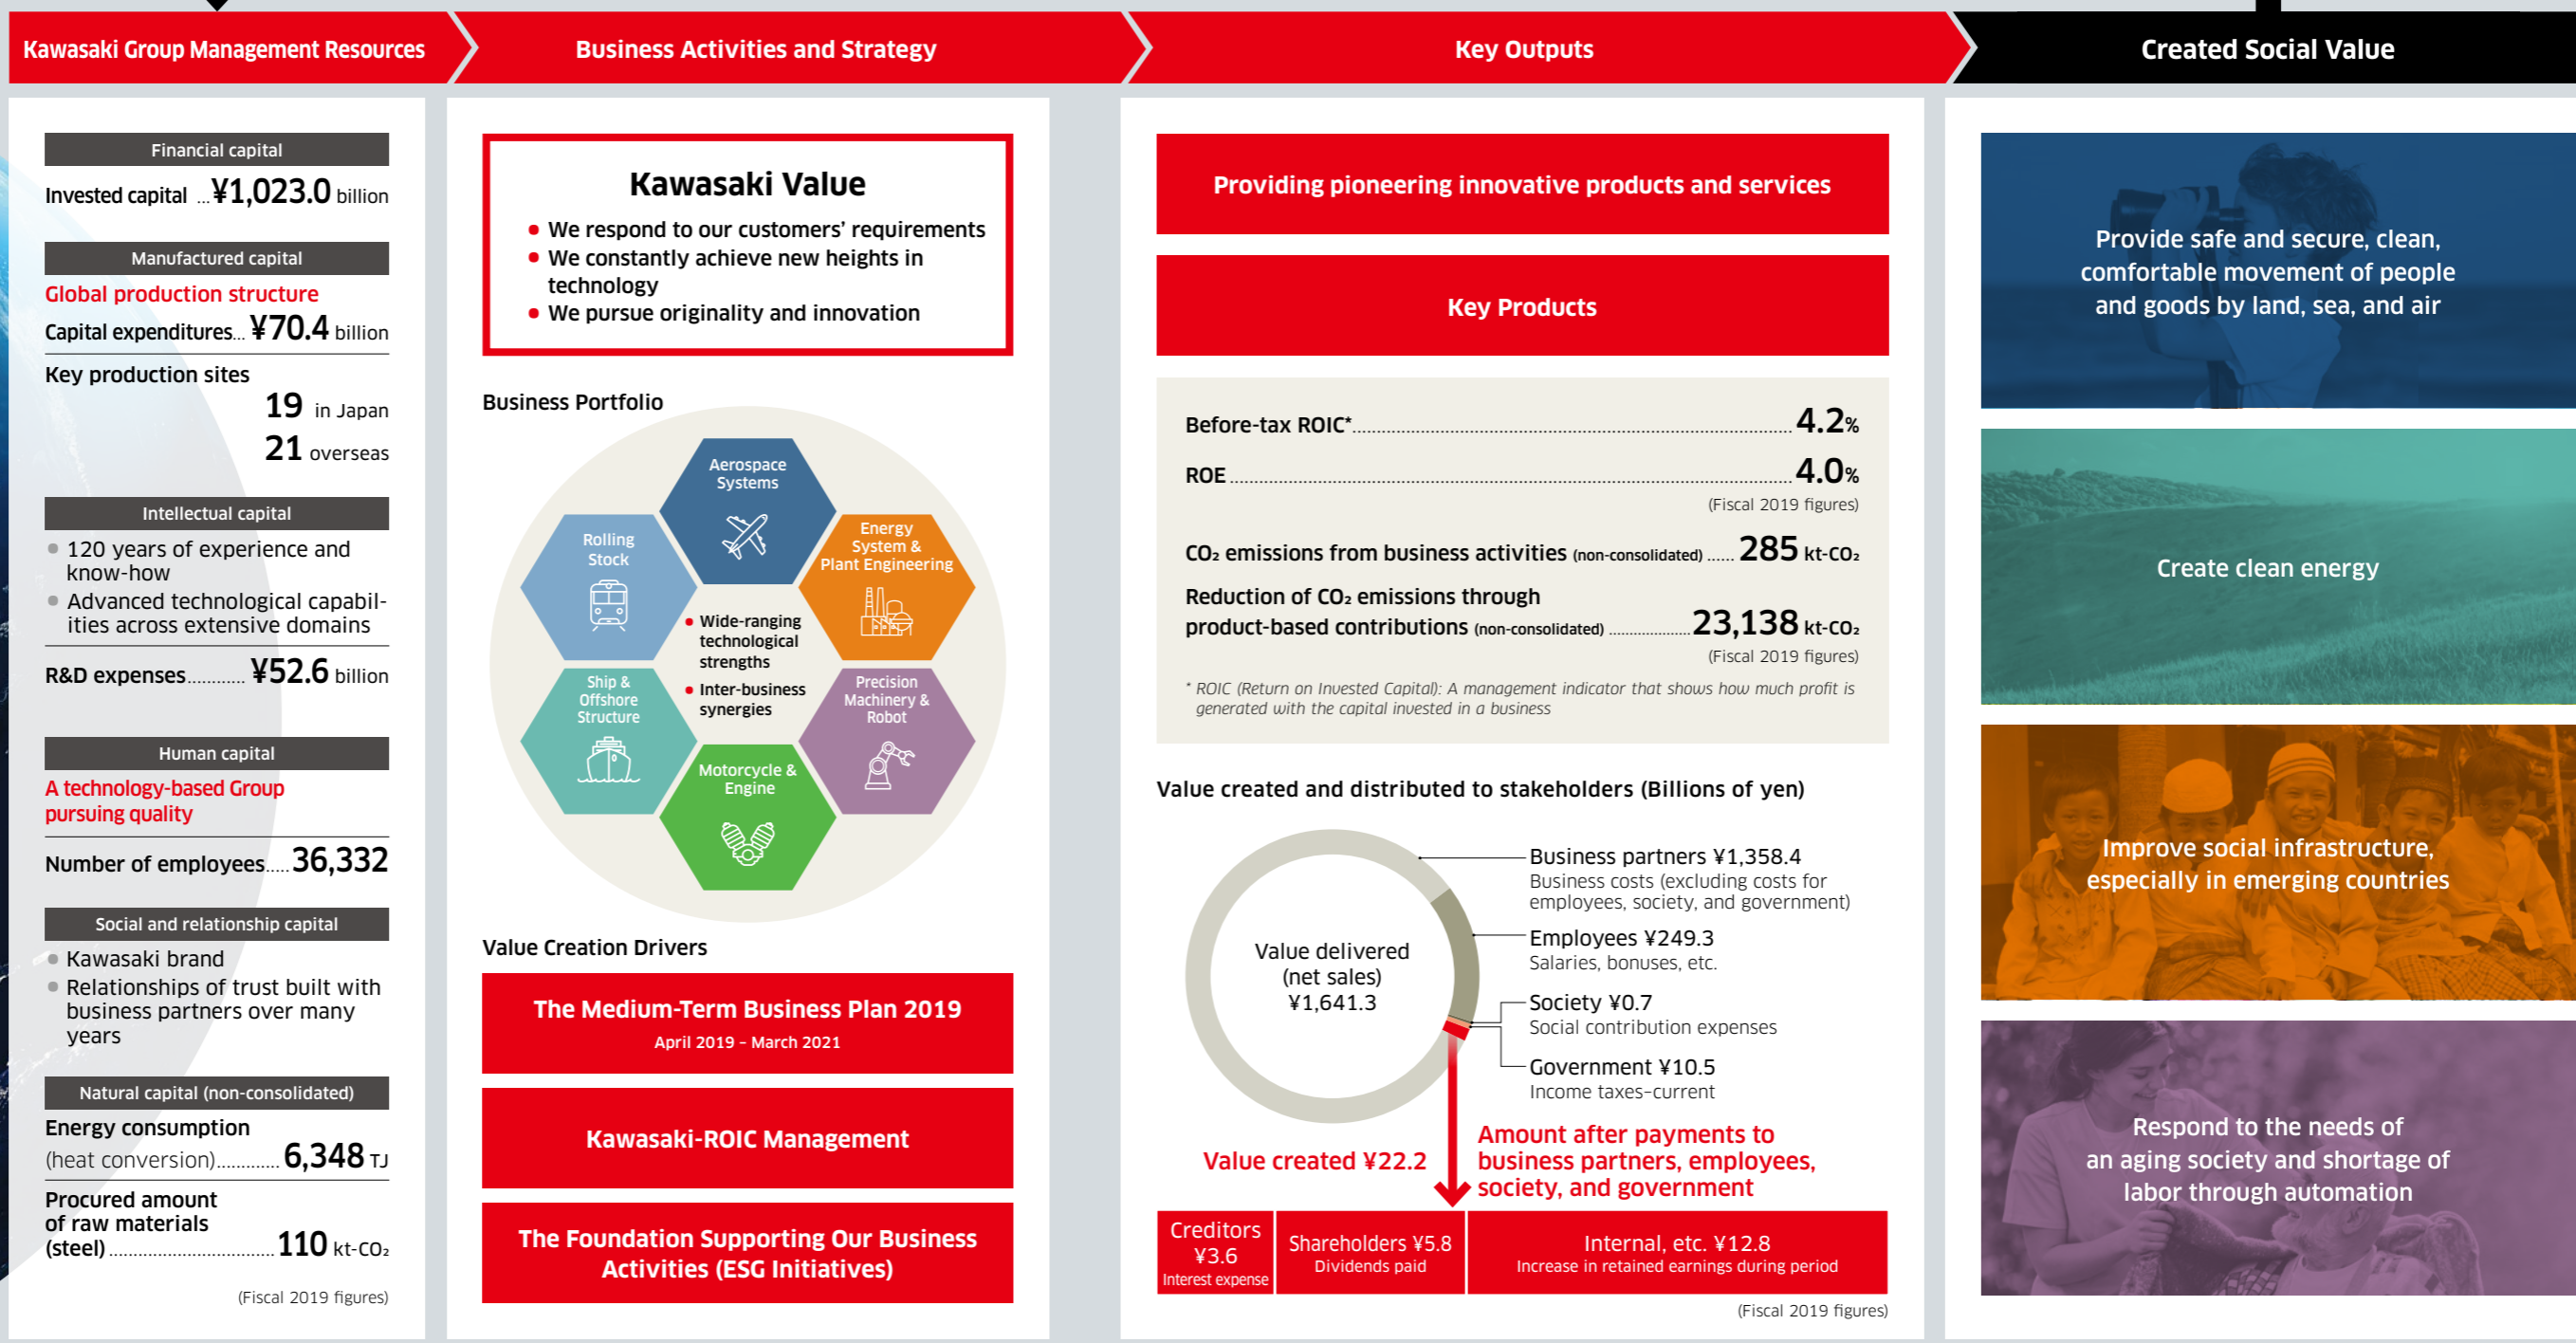 Kawasaki Group Management Resources
Business Activities and Strategy
Key Outputs
Created Social Value
Financial capital
Invested capital ...¥1,023.0 billion
Manufactured capital
Global production structure
Capital expenditures... ¥70.4 billion
Key production sites
19 in Japan
21 overseas
Intellectual capital
• 120 years of experience and
know-how
• Advanced technological capabil-
ities across extensive domains
R&D expenses............ ¥52.6 billion
Human capital
A technology-based Group
pursuing quality
Number of employees.....36,332
Social and relationship capital
• Kawasaki brand
• Relationships of trust built with
business partners over many
years
Natural capital (non-consolidated)
Energy consumption
(heat conversion).............6,348 TJ
Procured amount
of raw materials
(steel)..................................110 kt-CO₂
(Fiscal 2019 figures)
Kawasaki Value
• We respond to our customers’ requirements
• We constantly achieve new heights in
technology
• We pursue originality and innovation
Business Portfolio
Aerospace
Systems
Rolling
Stock
Energy
System &
Plant Engineering
• Wide-ranging
technological
strengths
• Inter-business
synergies
Ship &
Offshore
Structure
Precision
Machinery &
Robot
Motorcycle &
Engine
Value Creation Drivers
The Medium-Term Business Plan 2019
April 2019 – March 2021
Kawasaki-ROIC Management
The Foundation Supporting Our Business
Activities (ESG Initiatives)
Providing pioneering innovative products and services
Key Products
Before-tax ROIC*........................................................................4.2%
ROE........................................................................4.0%
(Fiscal 2019 figures)
CO₂ emissions from business activities (non-consolidated) ...... 285 kt-CO₂
Reduction of CO₂ emissions through
product-based contributions (non-consolidated) ....................23,138 kt-CO₂
(Fiscal 2019 figures)
* ROIC (Return on Invested Capital): A management indicator that shows how much profit is
generated with the capital invested in a business
Value created and distributed to stakeholders (Billions of yen)
Value delivered
(net sales)
¥1,641.3
Business partners ¥1,358.4
Business costs (excluding costs for
employees, society, and government)
Employees ¥249.3
Salaries, bonuses, etc.
Society ¥0.7
Social contribution expenses
Government ¥10.5
Income taxes–current
Value created ¥22.2
Amount after payments to
business partners, employees,
society, and government
Creditors
¥3.6
Interest expense
Shareholders ¥5.8
Dividends paid
Internal, etc. ¥12.8
Increase in retained earnings during period
(Fiscal 2019 figures)
Provide safe and secure, clean,
comfortable movement of people
and goods by land, sea, and air
Create clean energy
Improve social infrastructure,
especially in emerging countries
Respond to the needs of
an aging society and shortage of
labor through automation